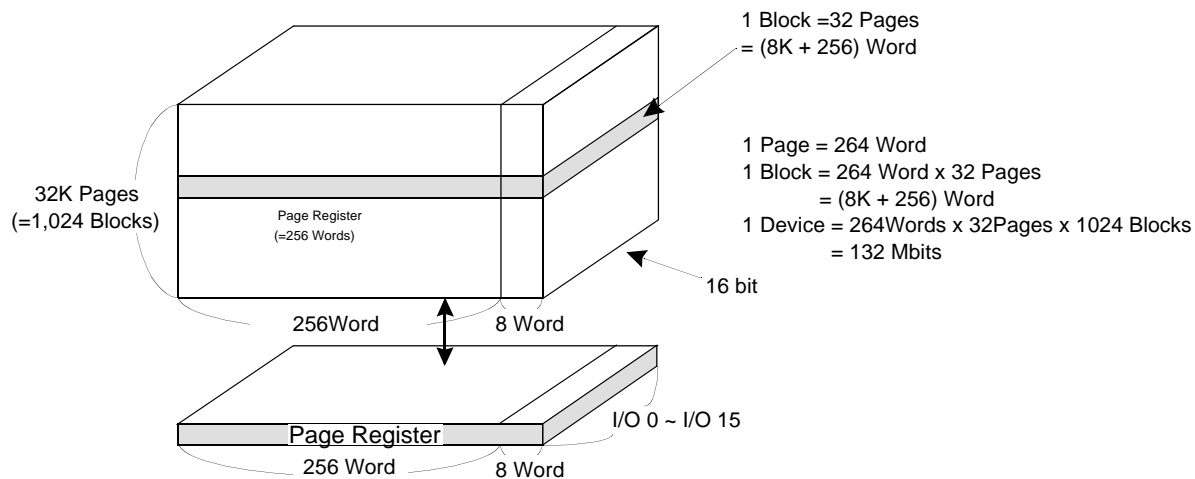 1 Block =32 Pages
= (8K + 256) Word
1 Page = 264 Word
1 Block = 264 Word x 32 Pages
= (8K + 256) Word
1 Device = 264Words x 32Pages x 1024 Blocks
= 132 Mbits
32K Pages
(=1,024 Blocks)
Page Register
(=256 Words)
16 bit
256Word
8 Word
I/O 0 ~ I/O 15
Page Register
256 Word
8 Word